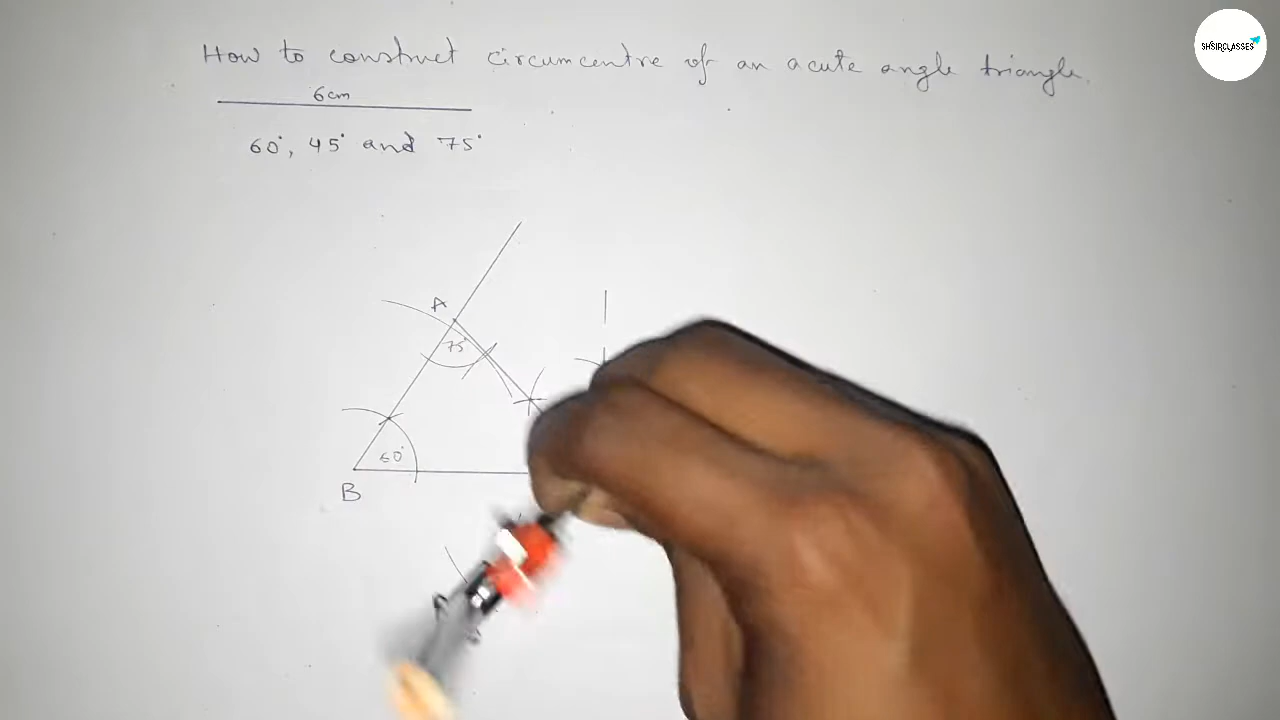 SHSIRCLASSES
How to construct circumcentre of an acute angle triangle.
6cm
60°, 45° and 75°
A
75°
60°
B